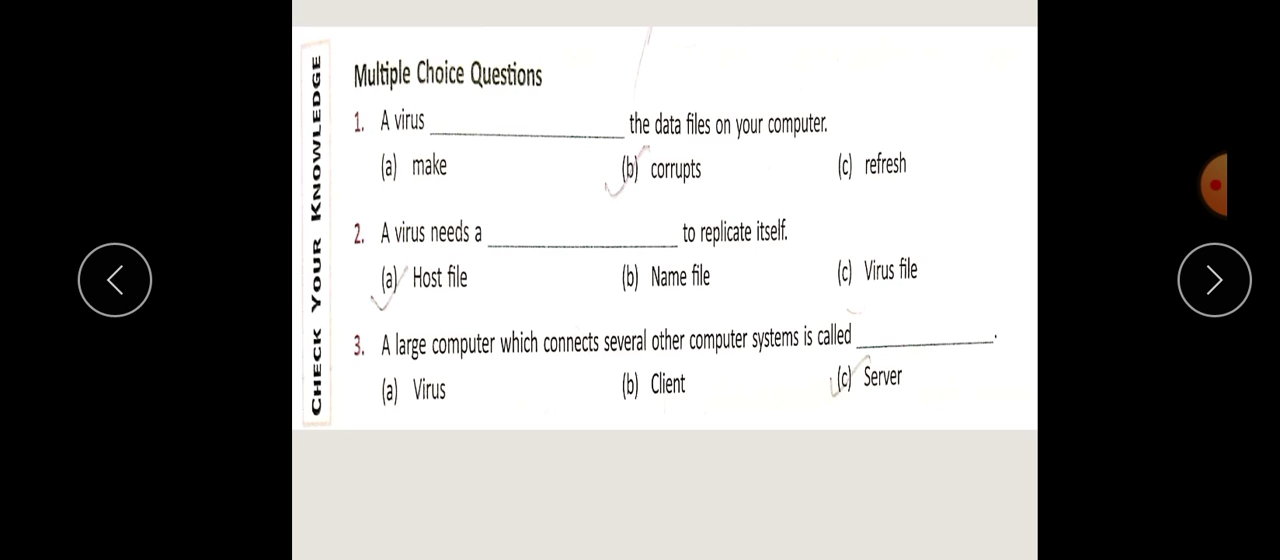 CHECK YOUR KNOWLEDGE
Multiple Choice Questions
1. A virus ____________________ the data files on your computer.
(a) make (b) corrupts (c) refresh
2. A virus needs a ____________________ to replicate itself.
(a) Host file (b) Name file (c) Virus file
3. A large computer which connects several other computer systems is called ______________.
(a) Virus (b) Client (c) Server